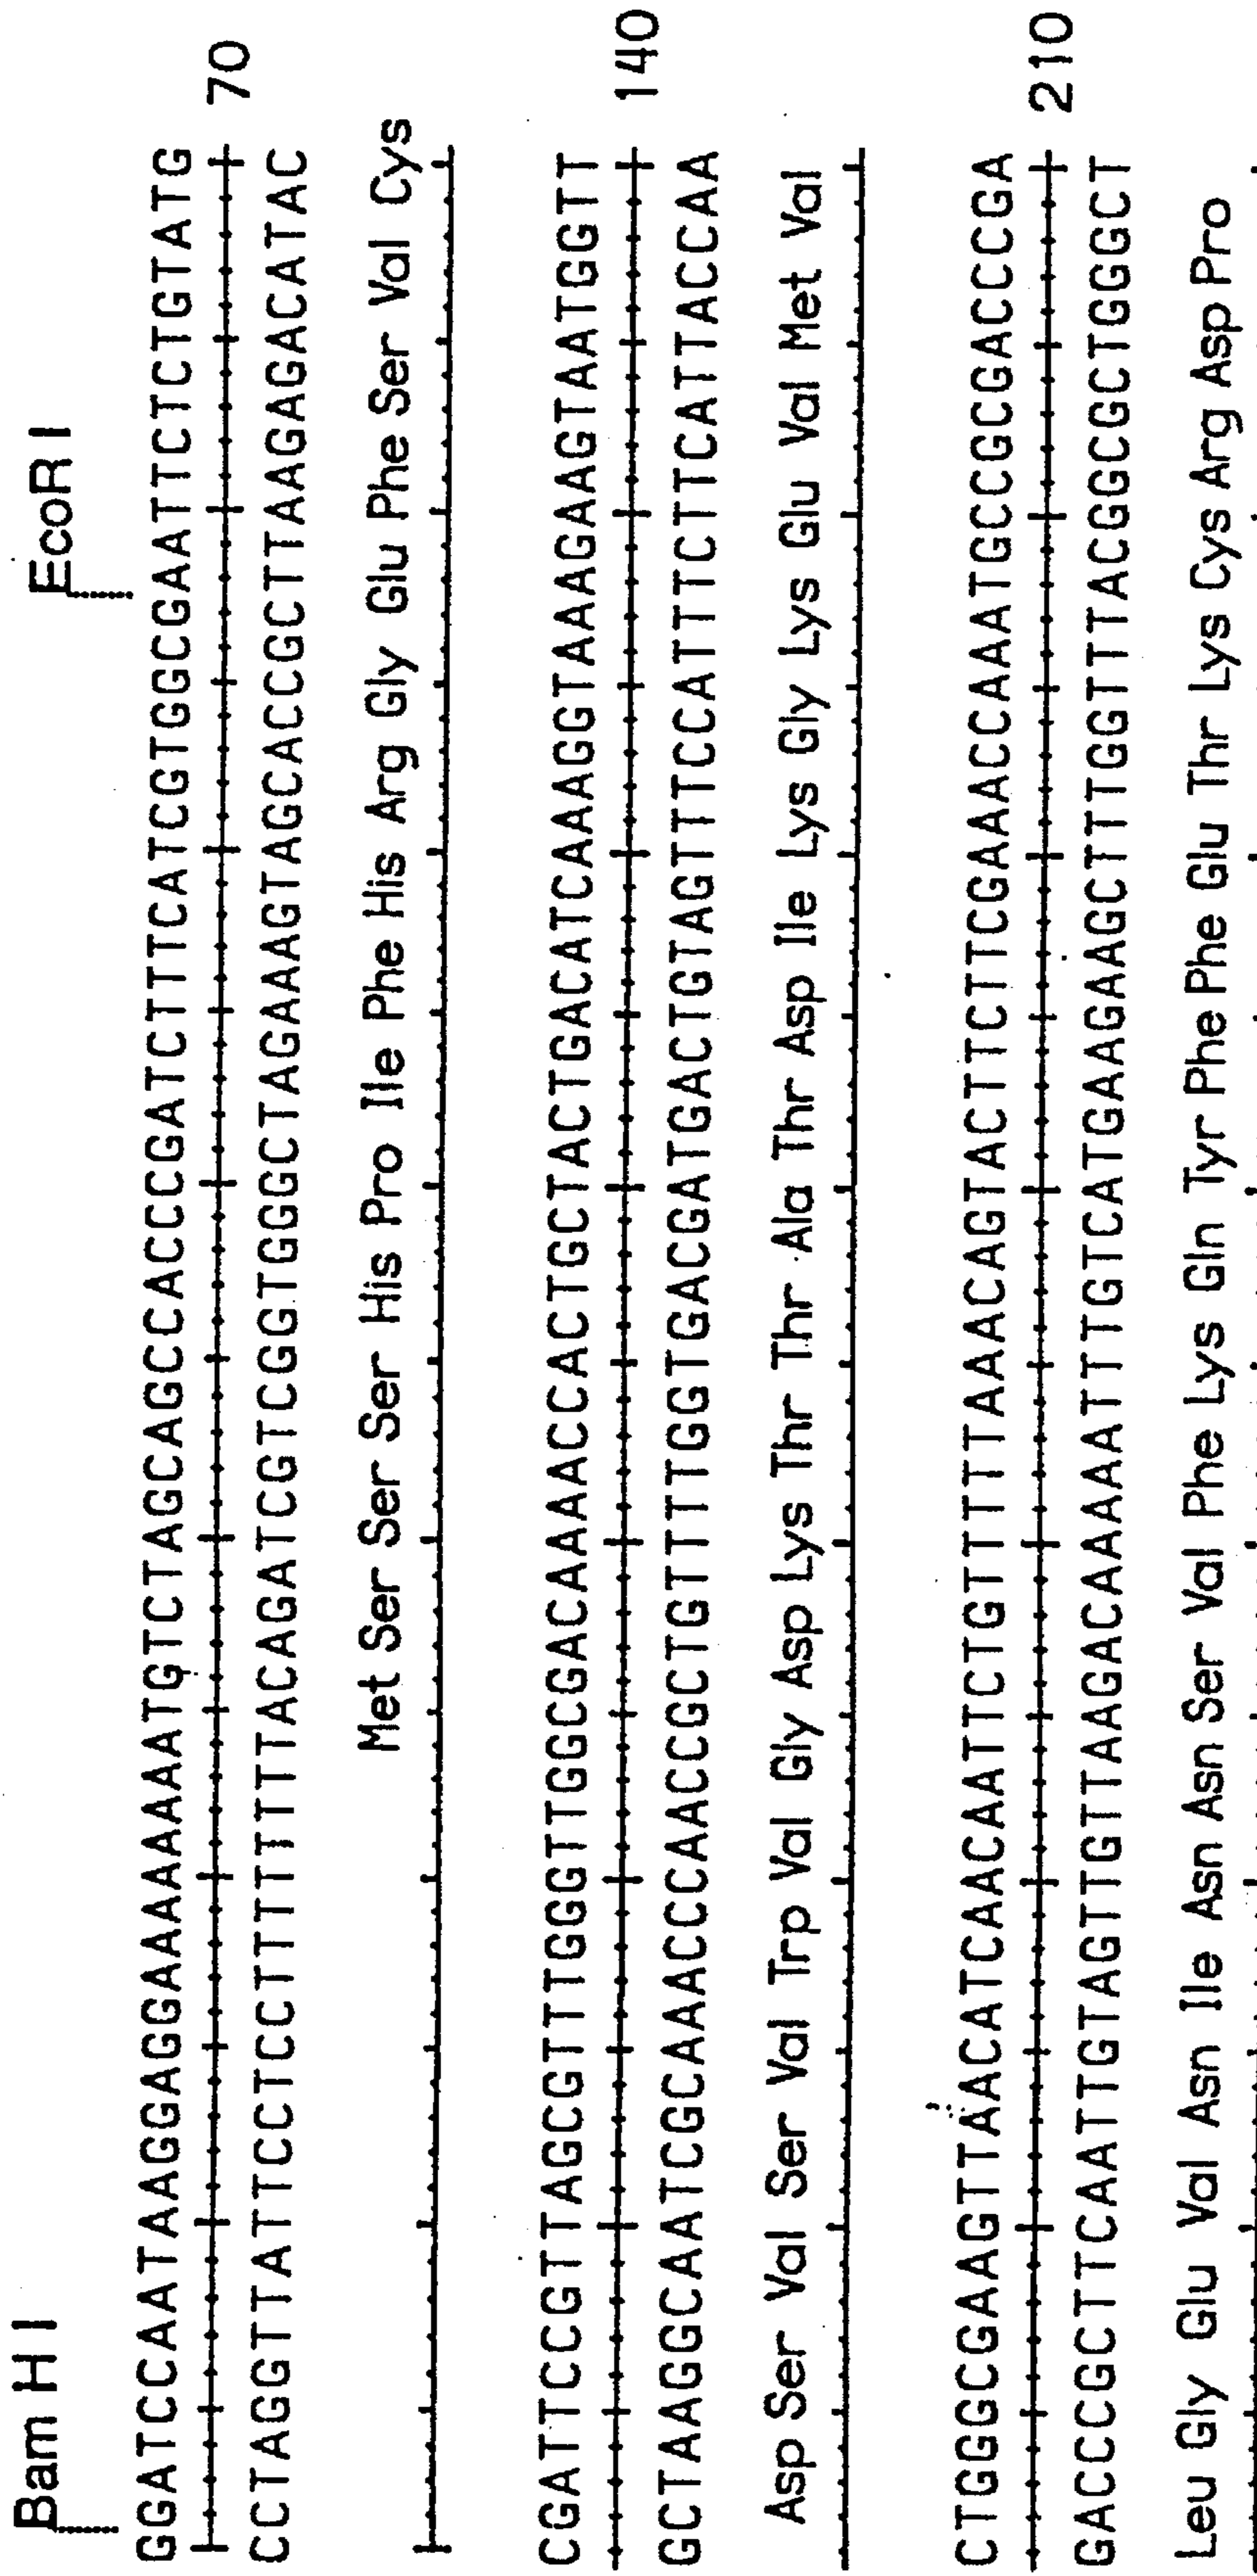 Bam H I EcoR I
GGATCCAATAAGGAGGAAAAAAAATGTCTAGCAGCCACCCGATCTTTCATCGTGGCGAATTCTCTGTATG
70
CCTAGGTTATTCCTCCTTTTTTTTACAGATCGTCGGTGGGCTAGAAAGTAGCACCGCTTAAGAGACATAC
Met Ser Ser Ser His Pro Ile Phe His Arg Gly Glu Phe Ser Val Cys
CGATTCCGTTAGCGTTTGGGTTGGCGACAAAACCACTGCTACTGACATCAAAGGTAAAGAAGTAATGGTT
140
GCTAAGGCAATCGCAAACCCAACCGCTGTTTTGGTGACGATGACTGTAGTTTCCATTTCTTCATTACCAA
Asp Ser Val Ser Val Trp Val Gly Asp Lys Thr Thr Ala Thr Asp Ile Lys Gly Lys Glu Val Met Val
CTGGGCGAAGTTAACATCAACAATTCTGTTTTTAAACAGTACTTCTTCGAAACCAAATGCCGCGACCCGA
210
GACCCGCTTCAATTGTAGTTGTTAAGACAAAAATTTGTCATGAAGAAGCTTTGGTTTACGGCGCTGGGCT
Leu Gly Glu Val Asn Ile Asn Asn Ser Val Phe Lys Gln Tyr Phe Phe Glu Thr Lys Cys Arg Asp Pro